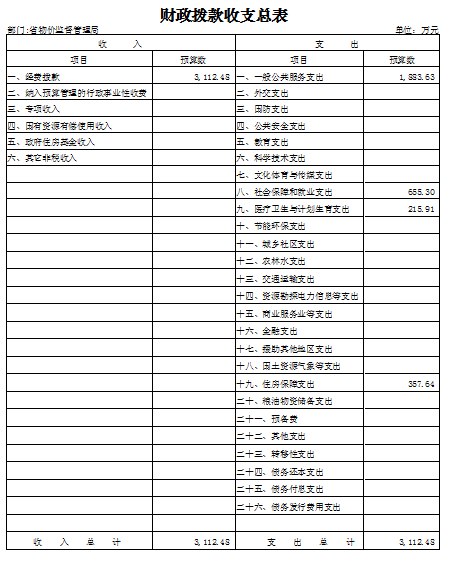 财政拨款收支总表
部门:省物价监督管理局 单位：万元
收 入 支 出
项目 预算数 项目 预算数
一、经费拨款 3,112.48 一、一般公共服务支出 1,883.63
二、纳入预算管理的行政事业性收费 二、外交支出
三、专项收入 三、国防支出
四、国有资源有偿使用收入 四、公共安全支出
五、政府住房基金收入 五、教育支出
六、其它非税收入 六、科学技术支出
七、文化体育与传媒支出
八、社会保障和就业支出 655.30
九、医疗卫生与计划生育支出 215.91
十、节能环保支出
十一、城乡社区支出
十二、农林水支出
十三、交通运输支出
十四、资源勘探电力信息等支出
十五、商业服务业等支出
十六、金融支出
十七、援助其他地区支出
十八、国土资源气象等支出
十九、住房保障支出 357.64
二十、粮油物资储备支出
二十一、预备费
二十二、其他支出
二十三、转移性支出
二十四、债务还本支出
二十五、债务付息支出
二十六、债务发行费用支出
收 入 总 计 3,112.48 支 出 总 计 3,112.48